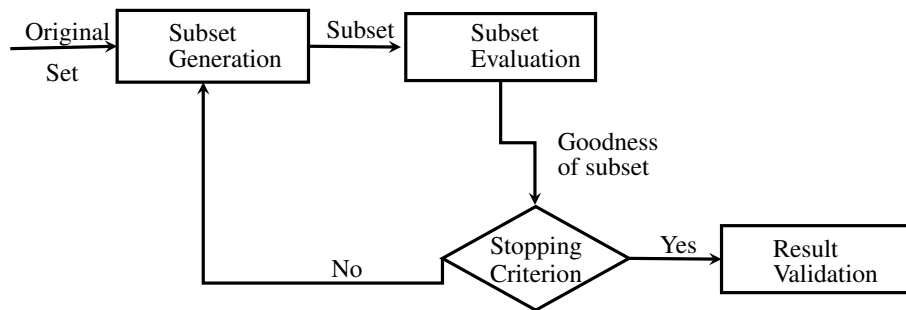 Original
Set
Subset
Generation
Subset
Subset
Evaluation
Goodness
of subset
Stopping
Criterion
Yes
No
Result
Validation